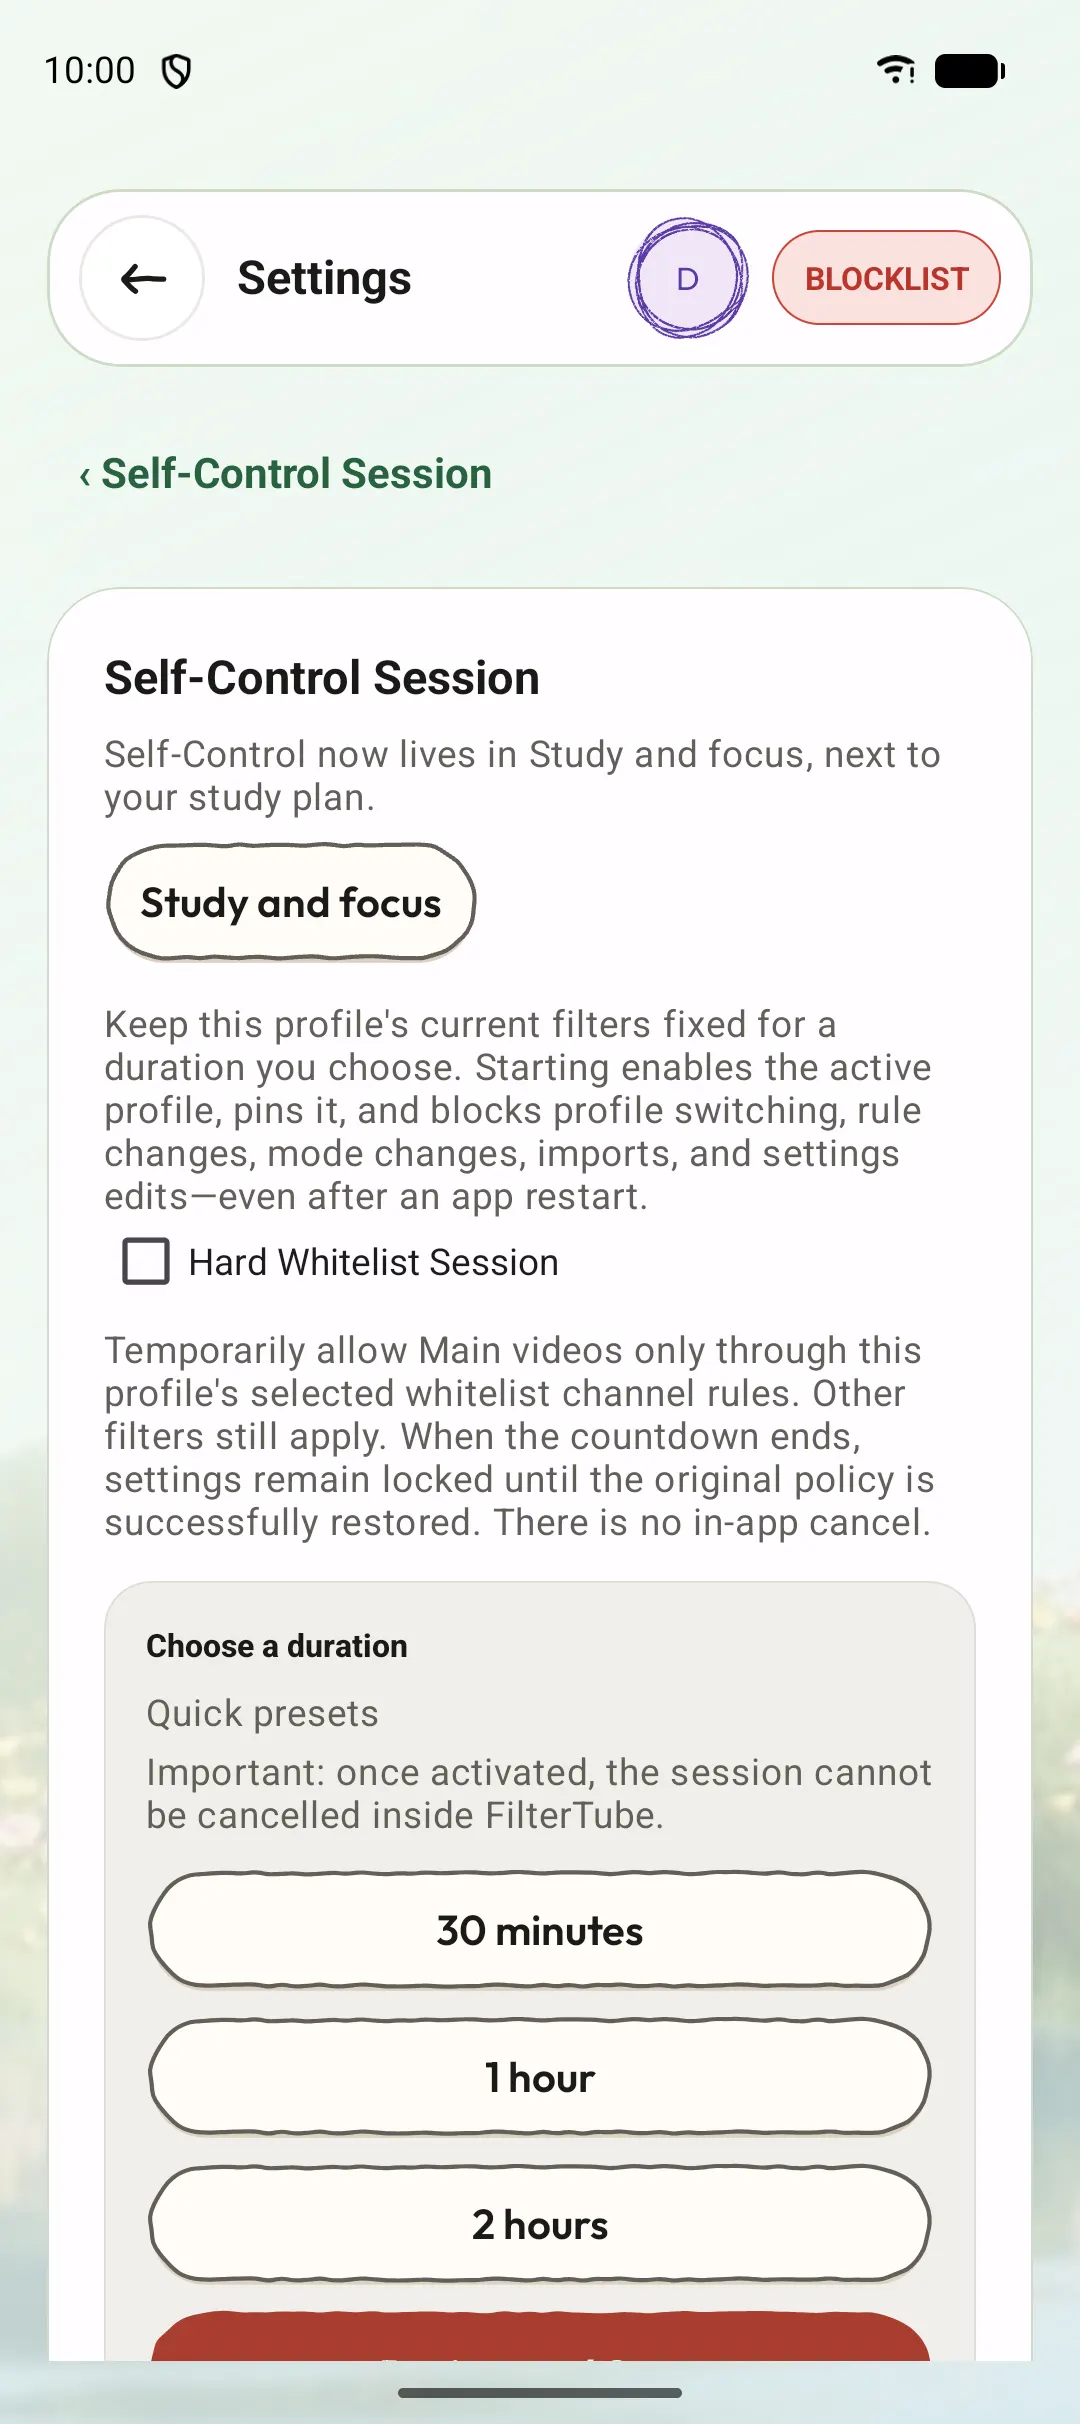 10:00
Settings
D
BLOCKLIST
‹ Self-Control Session
Self-Control Session
Self-Control now lives in Study and focus, next to
your study plan.
Study and focus
Keep this profile's current filters fixed for a
duration you choose. Starting enables the active
profile, pins it, and blocks profile switching, rule
changes, mode changes, imports, and settings
edits—even after an app restart.
Hard Whitelist Session
Temporarily allow Main videos only through this
profile's selected whitelist channel rules. Other
filters still apply. When the countdown ends,
settings remain locked until the original policy is
successfully restored. There is no in-app cancel.
Choose a duration
Quick presets
Important: once activated, the session cannot
be cancelled inside FilterTube.
30 minutes
1 hour
2 hours